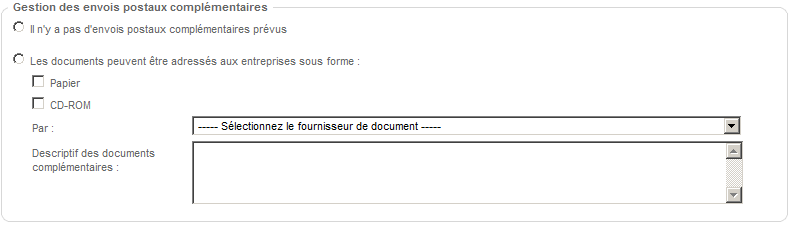 Gestion des envois postaux complémentaires
Il n'y a pas d'envois postaux complémentaires prévus
Les documents peuvent être adressés aux entreprises sous forme :
Papier
CD-ROM
Par :
----- Sélectionnez le fournisseur de document -----
Descriptif des documents
complémentaires :